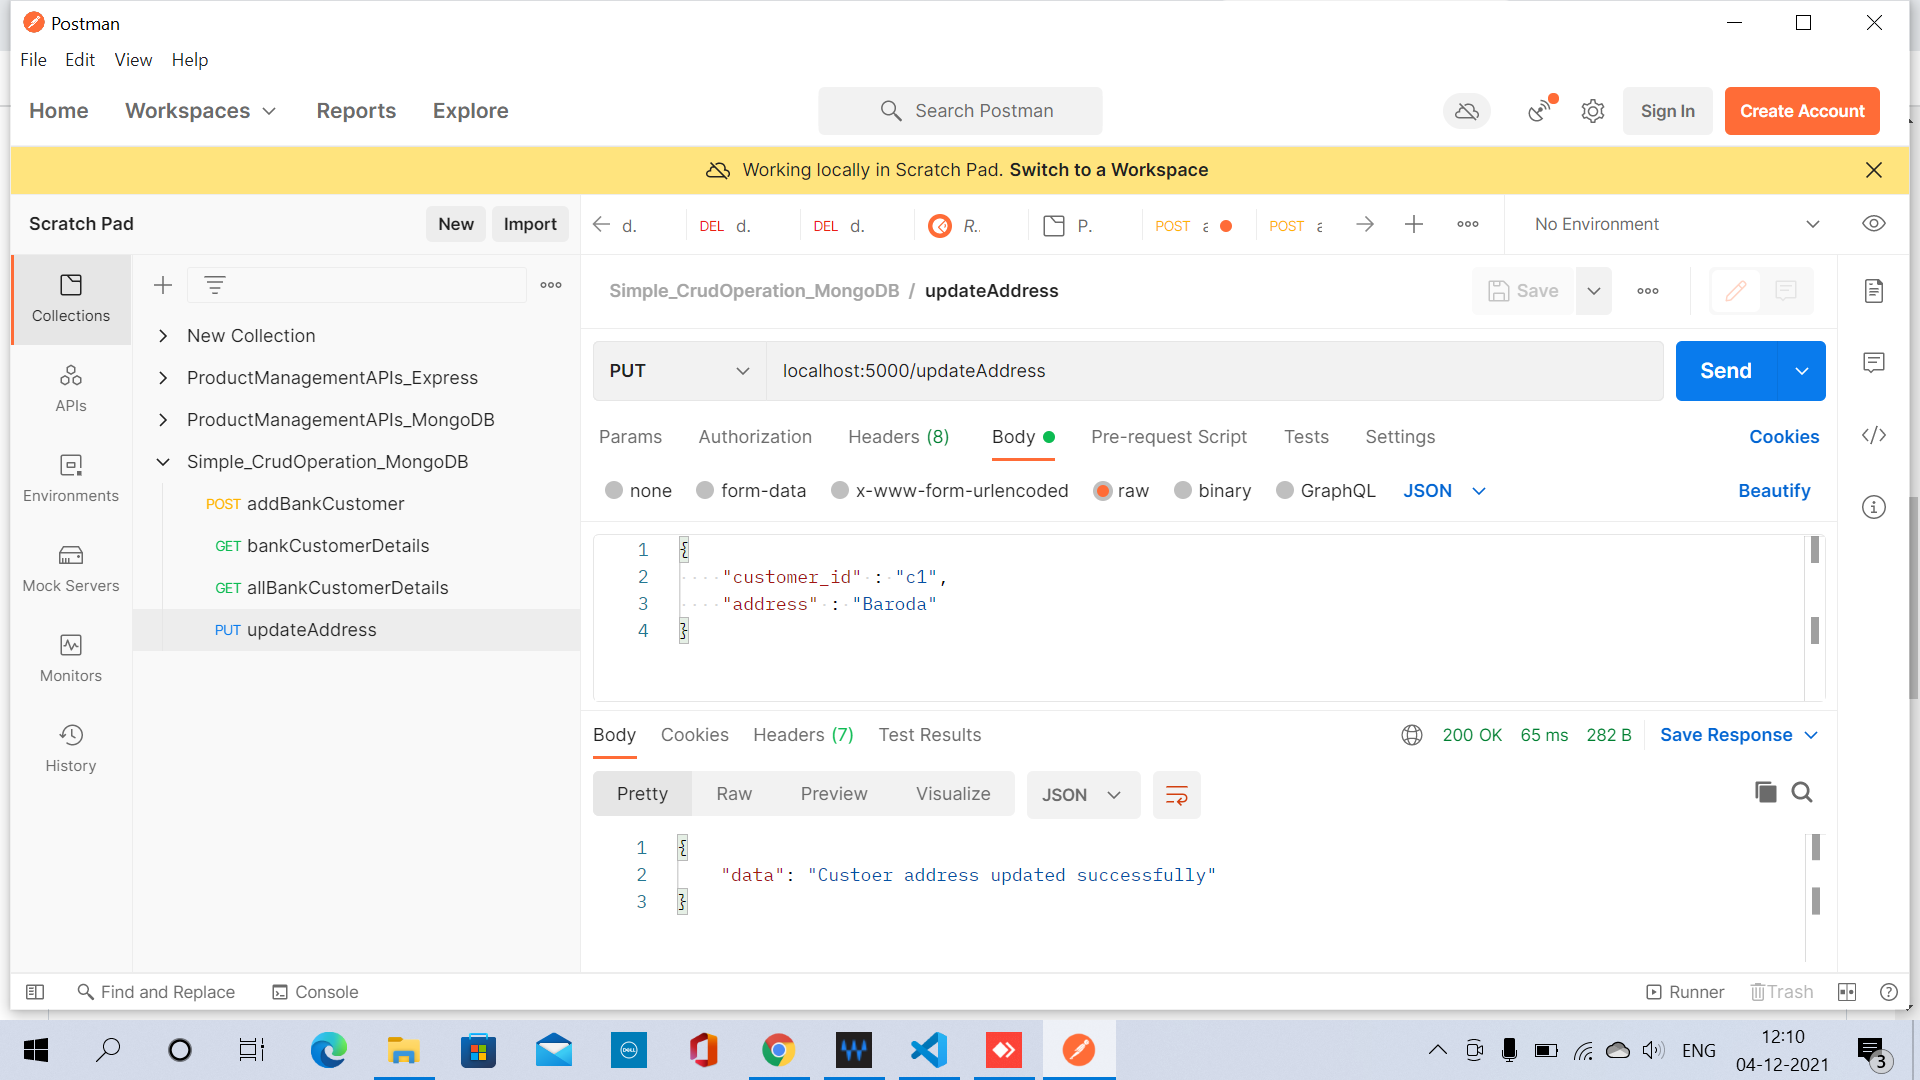 Postman
File Edit View Help
Home Workspaces Reports Explore Search Postman Sign In Create Account
Working locally in Scratch Pad. Switch to a Workspace
Scratch Pad New Import d. DEL d. DEL d. R.. P. POST a POST a No Environment
Simple_CrudOperation_MongoDB / updateAddress Save
Collections
New Collection
ProductManagementAPIs_Express
ProductManagementAPIs_MongoDB
Simple_CrudOperation_MongoDB
POST addBankCustomer
GET bankCustomerDetails
GET allBankCustomerDetails
PUT updateAddress
APIs
Environments
Mock Servers
Monitors
History
PUT localhost:5000/updateAddress Send
Params Authorization Headers (8) Body Pre-request Script Tests Settings Cookies
none form-data x-www-form-urlencoded raw binary GraphQL JSON Beautify
1 {
2 "customer_id" : "c1",
3 "address" : "Baroda"
4 }
Body Cookies Headers (7) Test Results 200 OK 65 ms 282 B Save Response
Pretty Raw Preview Visualize JSON
1 {
2 "data": "Custoer address updated successfully"
3 }
Find and Replace Console Runner Trash
DELL ENG 12:10
04-12-2021 3